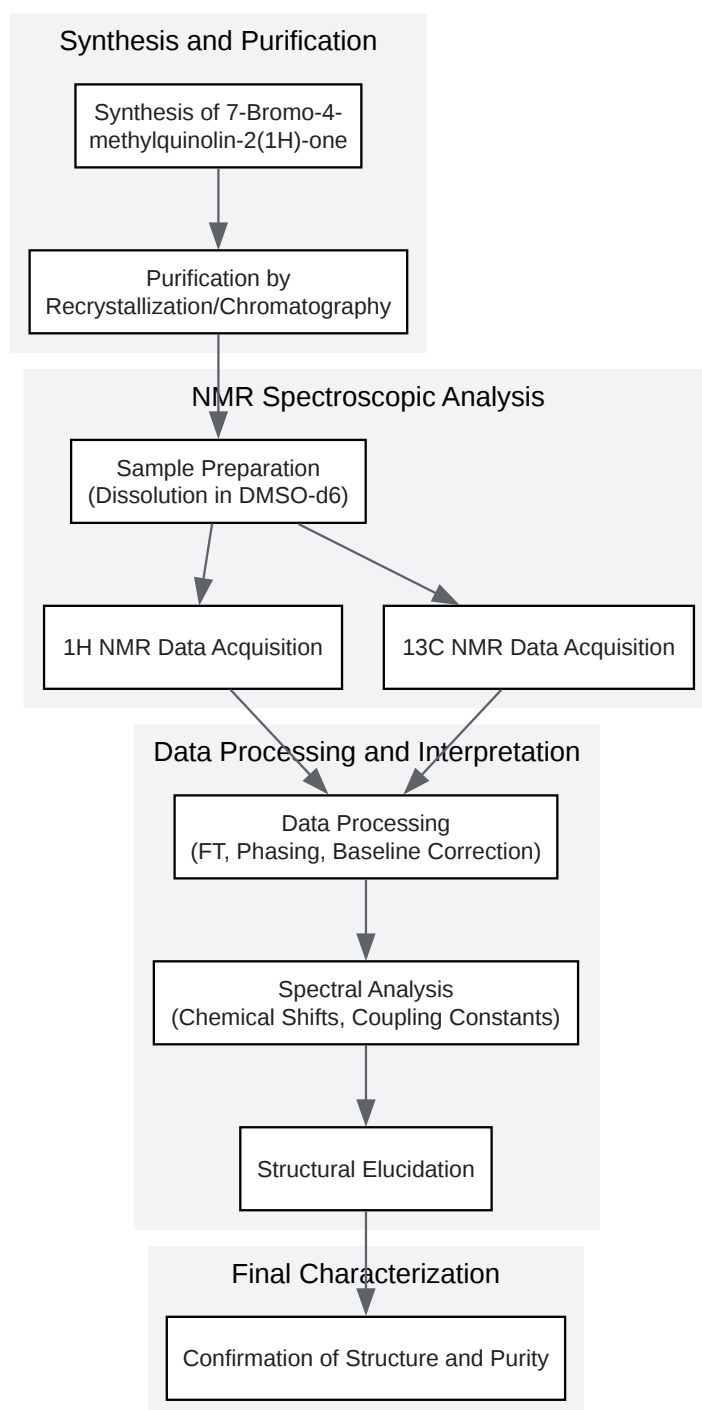 Synthesis and Purification
Synthesis of 7-Bromo-4-
methylquinolin-2(1H)-one
Purification by
Recrystallization/Chromatography
NMR Spectroscopic Analysis
Sample Preparation
(Dissolution in DMSO-d6)
1H NMR Data Acquisition
13C NMR Data Acquisition
Data Processing and Interpretation
Data Processing
(FT, Phasing, Baseline Correction)
Spectral Analysis
(Chemical Shifts, Coupling Constants)
Structural Elucidation
Final Characterization
Confirmation of Structure and Purity